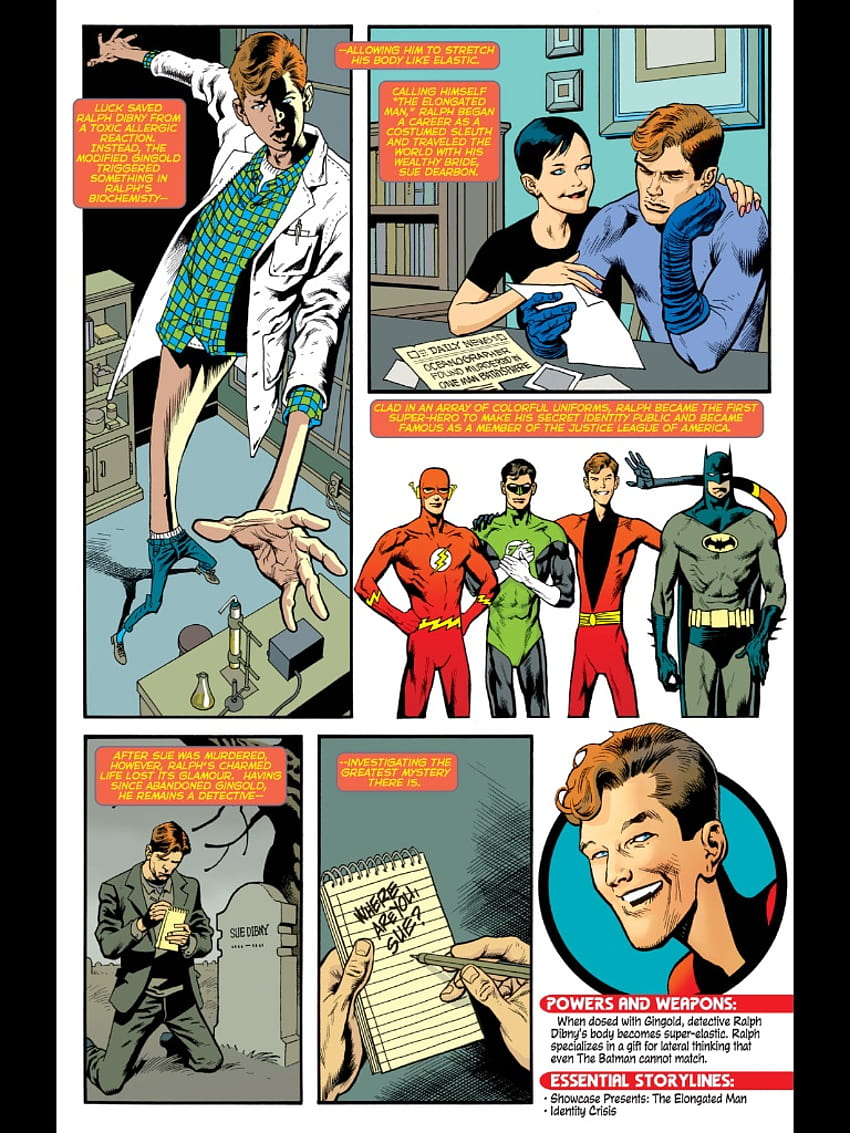 LUCK SAVED
RALPH DIBNY FROM
A TOXIC ALLERGIC
REACTION.
INSTEAD, THE
MODIFIED GINGOLD
TRIGGERED
SOMETHING IN
RALPH'S
BIOCHEMISTY--
--ALLOWING HIM TO STRETCH
HIS BODY LIKE ELASTIC.
CALLING HIMSELF
"THE ELONGATED
MAN," RALPH BEGAN
A CAREER AS A
COSTUMED SLEUTH
AND TRAVELED THE
WORLD WITH HIS
WEALTHY BRIDE,
SUE DEARBON.
DAILY NEWS
OCEANOGRAPHER
FOUND MURDERED IN
ONE MAN BATHYSPHERE
CLAD IN AN ARRAY OF COLORFUL UNIFORMS, RALPH BECAME THE FIRST
SUPER-HERO TO MAKE HIS SECRET IDENTITY PUBLIC AND BECAME
FAMOUS AS A MEMBER OF THE JUSTICE LEAGUE OF AMERICA.
AFTER SUE WAS MURDERED,
HOWEVER, RALPH'S CHARMED
LIFE LOST ITS GLAMOUR. HAVING
SINCE ABANDONED GINGOLD,
HE REMAINS A DETECTIVE--
SUE DIBNY
--INVESTIGATING THE
GREATEST MYSTERY
THERE IS.
WHERE
ARE YOU,
SUE?
POWERS AND WEAPONS:
When dosed with Gingold, detective Ralph
Dibny's body becomes super-elastic. Ralph
specializes in a gift for lateral thinking that
even The Batman cannot match.
ESSENTIAL STORYLINES:
• Showcase Presents: The Elongated Man
• Identity Crisis